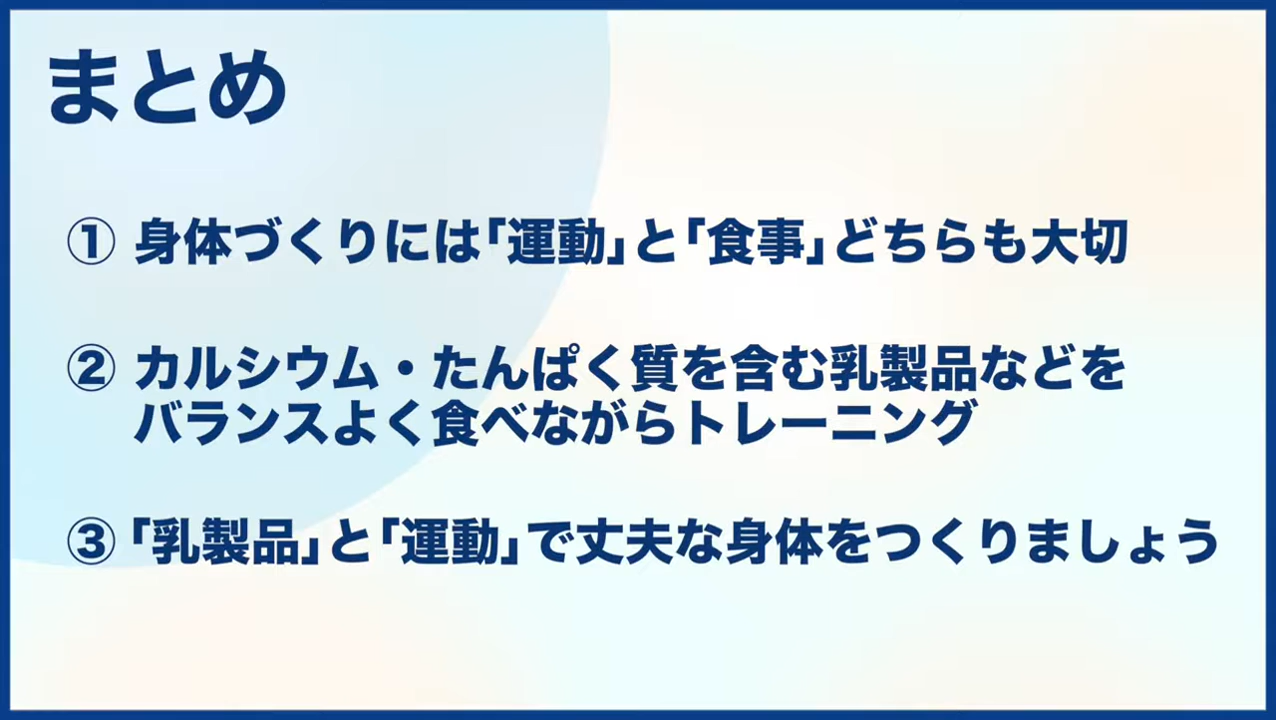 まとめ
① 身体づくりには「運動」と「食事」どちらも大切
② カルシウム・たんぱく質を含む乳製品などを
バランスよく食べながらトレーニング
③「乳製品」と「運動」で丈夫な身体をつくりましょう